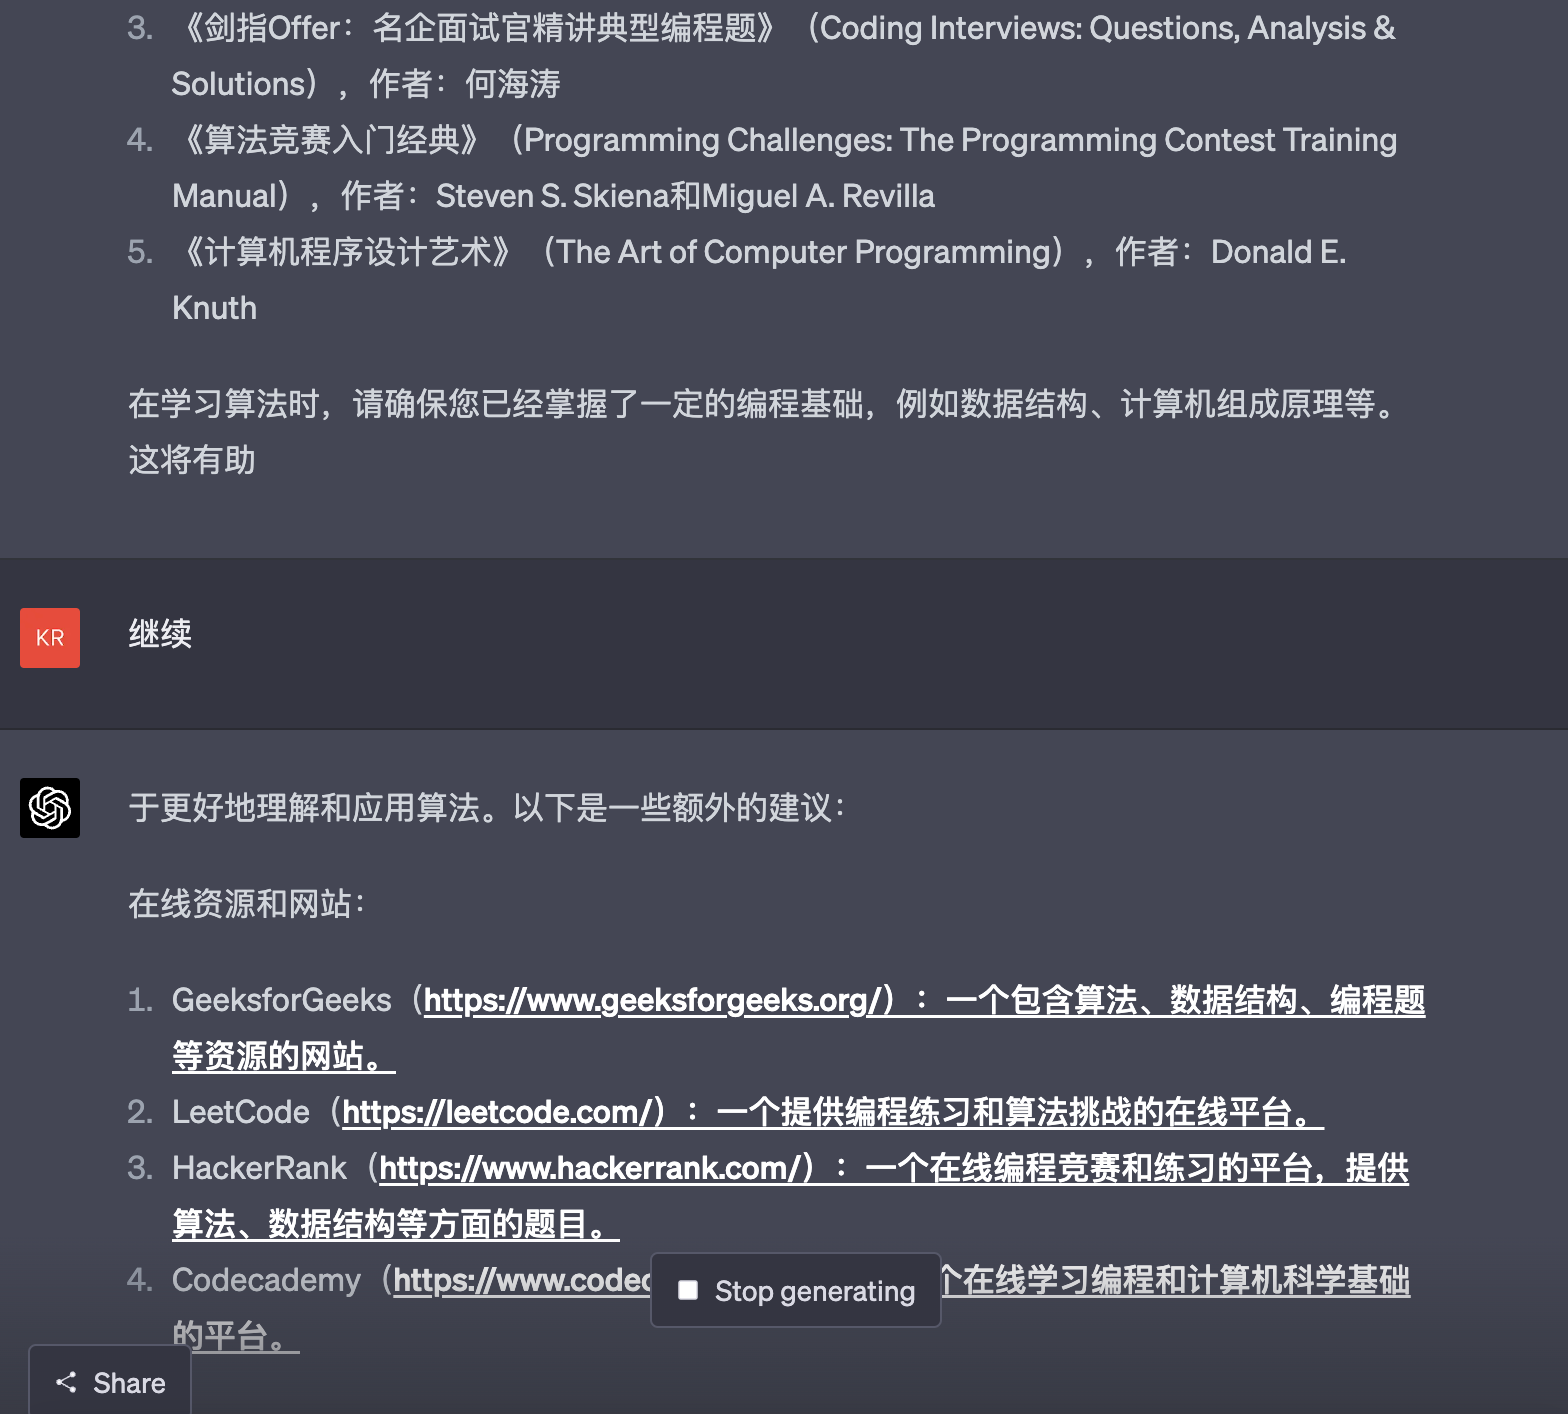 3. 《剑指Offer：名企面试官精讲典型编程题》（Coding Interviews: Questions, Analysis &
Solutions），作者：何海涛
4. 《算法竞赛入门经典》（Programming Challenges: The Programming Contest Training
Manual），作者：Steven S. Skiena和Miguel A. Revilla
5. 《计算机程序设计艺术》（The Art of Computer Programming），作者：Donald E.
Knuth
在学习算法时，请确保您已经掌握了一定的编程基础，例如数据结构、计算机组成原理等。
这将有助
KR 继续
于更好地理解和应用算法。以下是一些额外的建议：
在线资源和网站：
1. GeeksforGeeks（https://www.geeksforgeeks.org/）：一个包含算法、数据结构、编程题
等资源的网站。
2. LeetCode（https://leetcode.com/）：一个提供编程练习和算法挑战的在线平台。
3. HackerRank（https://www.hackerrank.com/）：一个在线编程竞赛和练习的平台，提供
算法、数据结构等方面的题目。
4. Codecademy（https://www.codec 个在线学习编程和计算机科学基础
Stop generating
的平台。
Share